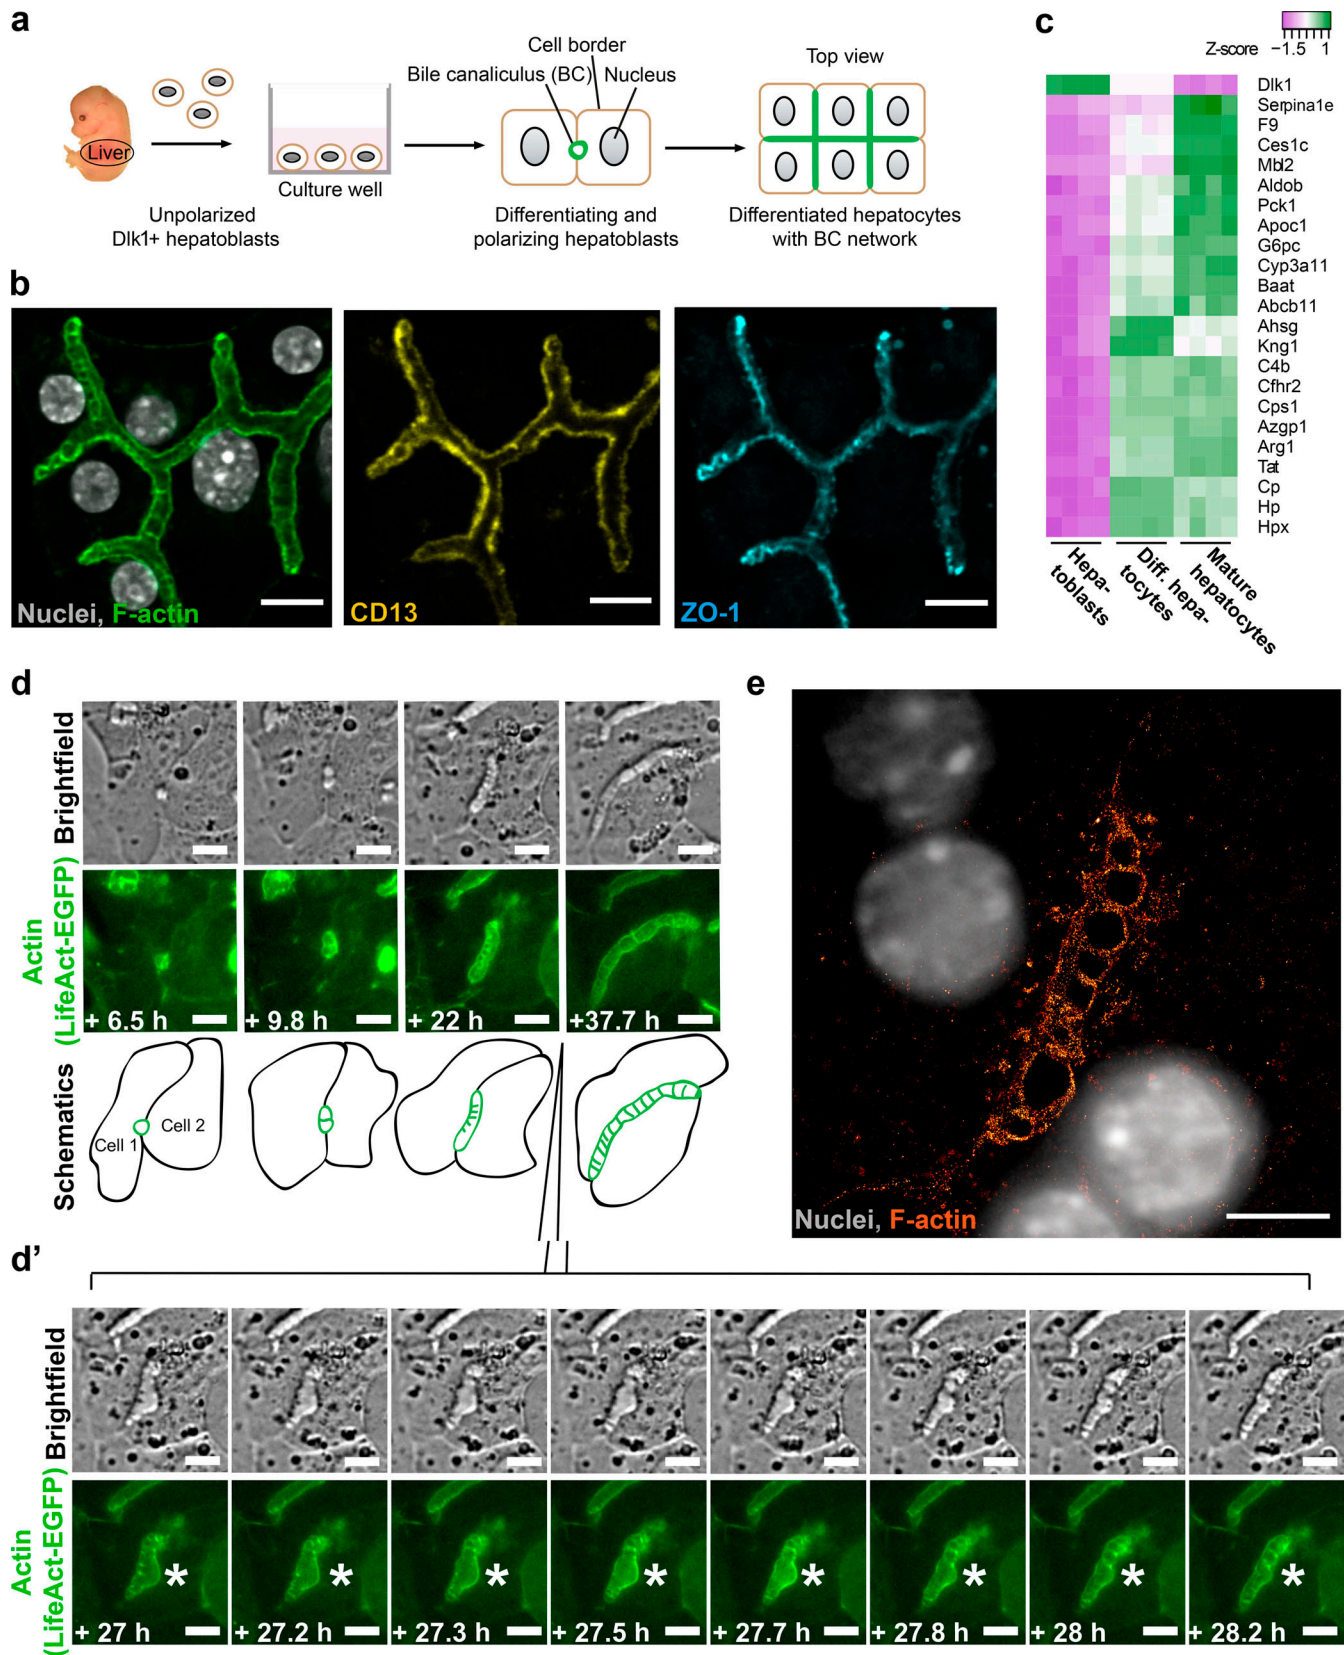 a
Cell border
Bile canaliculus (BC)
Nucleus
Top view
Liver
Culture well
Unpolarized
Dlk1+ hepatoblasts
Differentiating and
polarizing hepatoblasts
Differentiated hepatocytes
with BC network
b
Nuclei, F-actin
CD13
ZO-1
c
Z-score
−1.5 1
Dlk1
Serpina1e
F9
Ces1c
Mbl2
Aldob
Pck1
Apoc1
G6pc
Cyp3a11
Baat
Abcb11
Ahsg
Kng1
C4b
Cfhr2
Cps1
Azgp1
Arg1
Tat
Cp
Hp
Hpx
Hepa-
toblasts
Diff. hepa-
tocytes
Mature
hepatocytes
d
Brightfield
Actin
(LifeAct-EGFP)
+ 6.5 h
+ 9.8 h
+ 22 h
+37.7 h
Schematics
Cell 1
Cell 2
e
Nuclei, F-actin
d’
Brightfield
Actin
(LifeAct-EGFP)
*
*
*
*
*
*
*
*
+ 27 h
+ 27.2 h
+ 27.3 h
+ 27.5 h
+ 27.7 h
+ 27.8 h
+ 28 h
+ 28.2 h